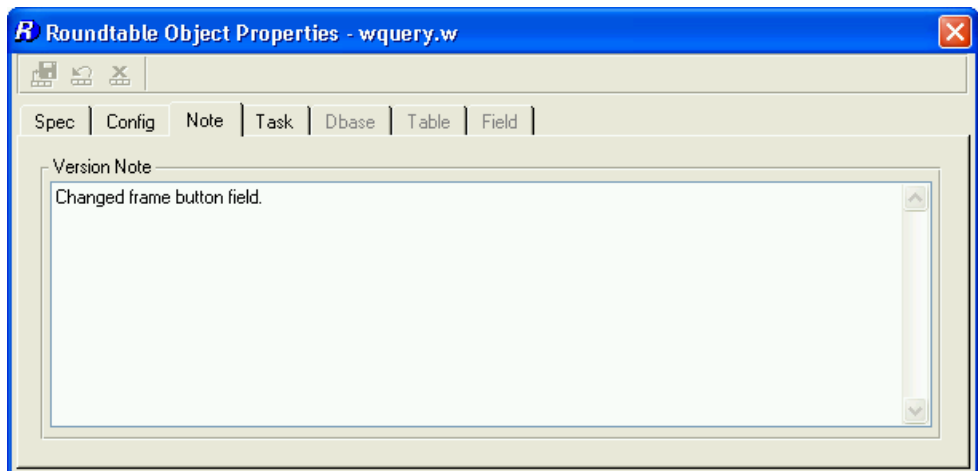 R Roundtable Object Properties - wquery.w
Spec Config Note Task Dbase Table Field
Version Note
Changed frame button field.